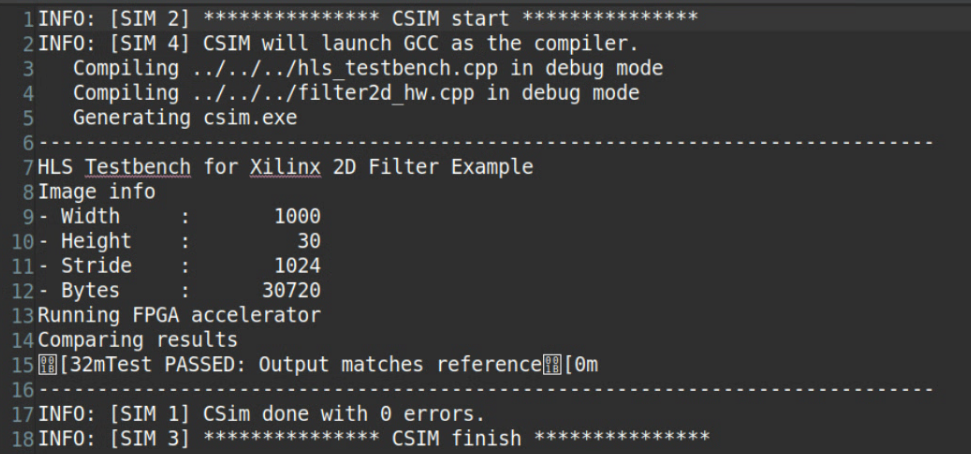 1 INFO: [SIM 2] *************** CSIM start ***************
2 INFO: [SIM 4] CSIM will launch GCC as the compiler.
3    Compiling ../../../hls_testbench.cpp in debug mode
4    Compiling ../../../filter2d_hw.cpp in debug mode
5    Generating csim.exe
6 ----------------------------------------------------------------------------
7 HLS Testbench for Xilinx 2D Filter Example
8 Image info
9 - Width     :       1000
10 - Height    :         30
11 - Stride    :       1024
12 - Bytes     :      30720
13 Running FPGA accelerator
14 Comparing results
15 [32mTest PASSED: Output matches reference[0m
16 ----------------------------------------------------------------------------
17 INFO: [SIM 1] CSim done with 0 errors.
18 INFO: [SIM 3] *************** CSIM finish ***************